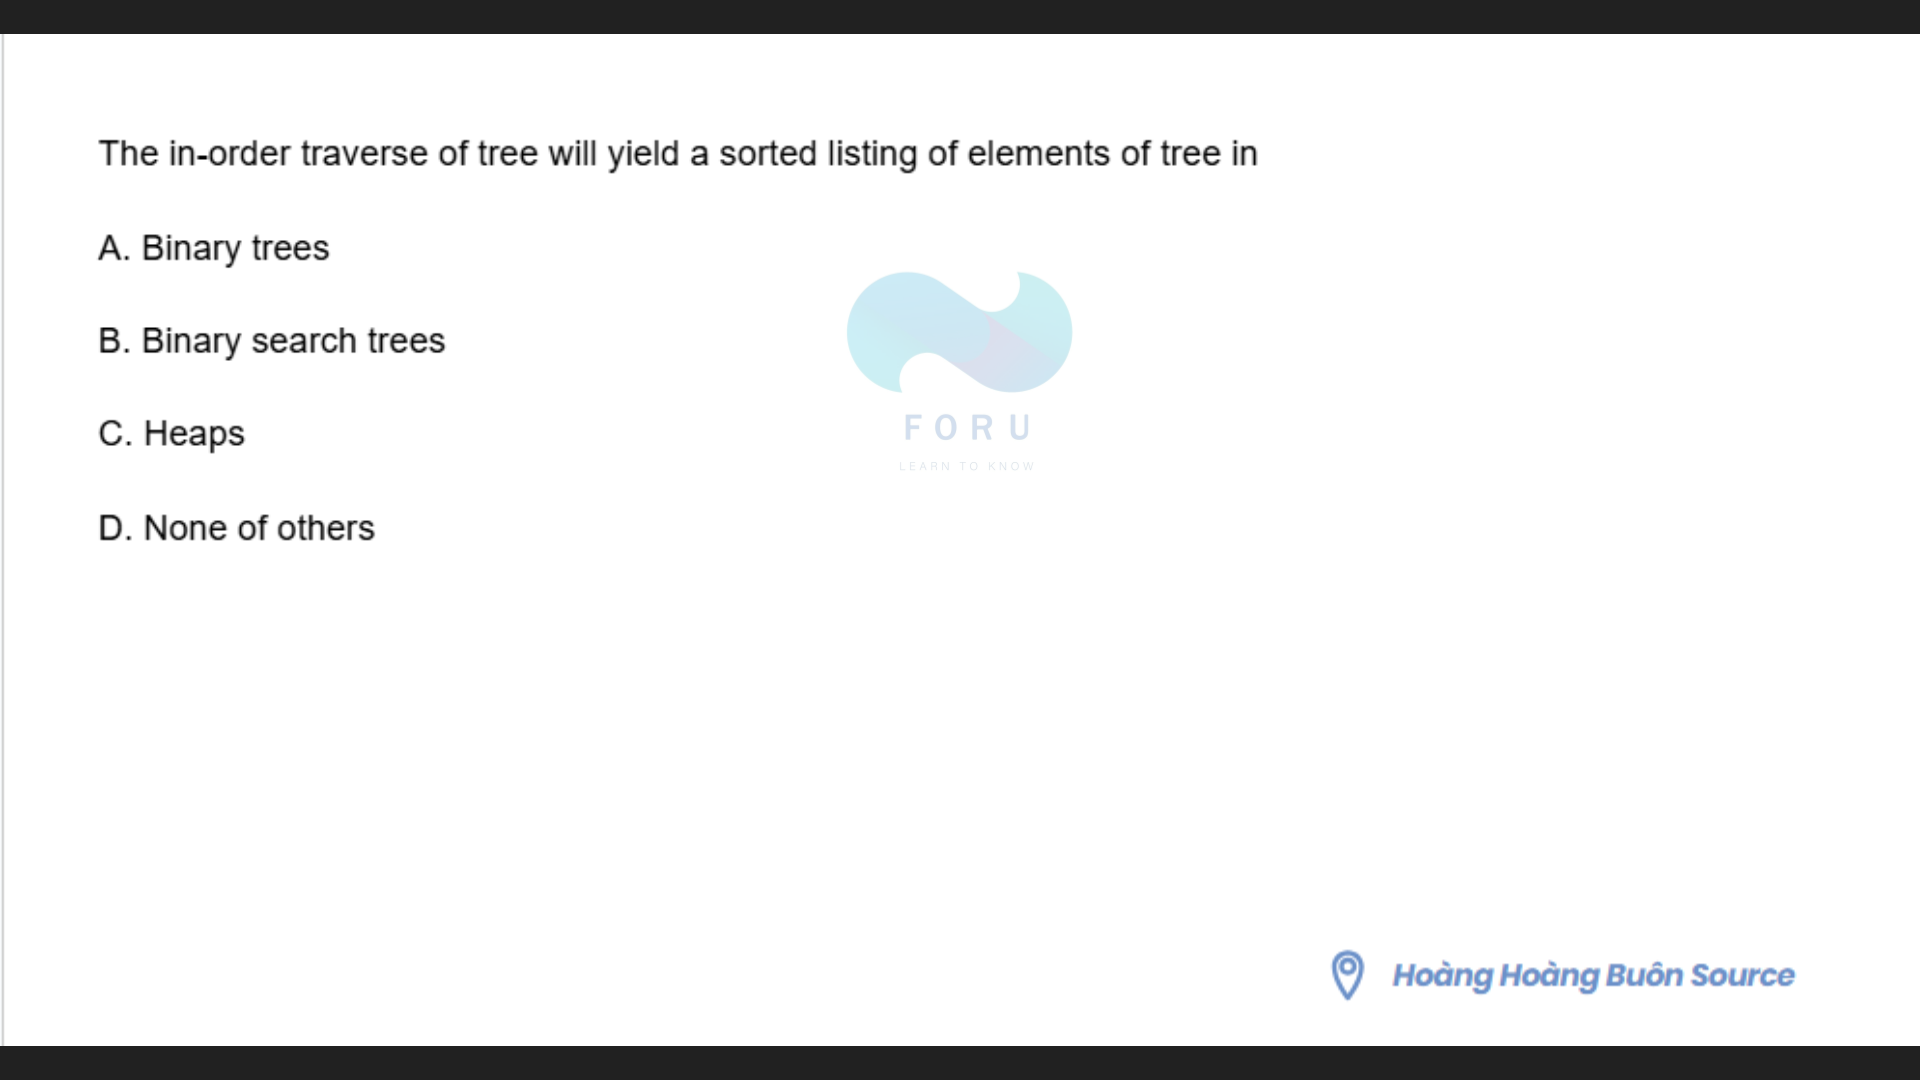 The in-order traverse of tree will yield a sorted listing of elements of tree in
A. Binary trees
B. Binary search trees
C. Heaps
D. None of others
FORU
LEARN TO KNOW
Hoàng Hoàng Buôn Source